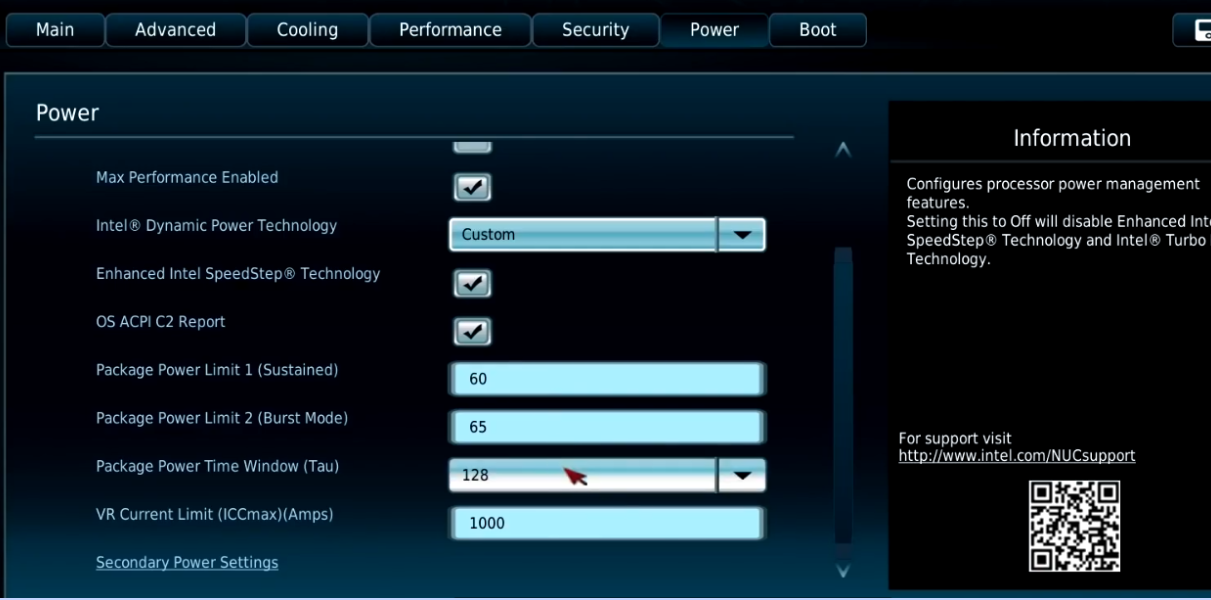 Main Advanced Cooling Performance Security Power Boot
Power
Max Performance Enabled
Intel® Dynamic Power Technology
Custom
Enhanced Intel SpeedStep® Technology
OS ACPI C2 Report
Package Power Limit 1 (Sustained)
60
Package Power Limit 2 (Burst Mode)
65
Package Power Time Window (Tau)
128
VR Current Limit (ICCmax)(Amps)
1000
Secondary Power Settings
Information
Configures processor power management
features.
Setting this to Off will disable Enhanced Inte
SpeedStep® Technology and Intel® Turbo
Technology.
For support visit
http://www.intel.com/NUCsupport